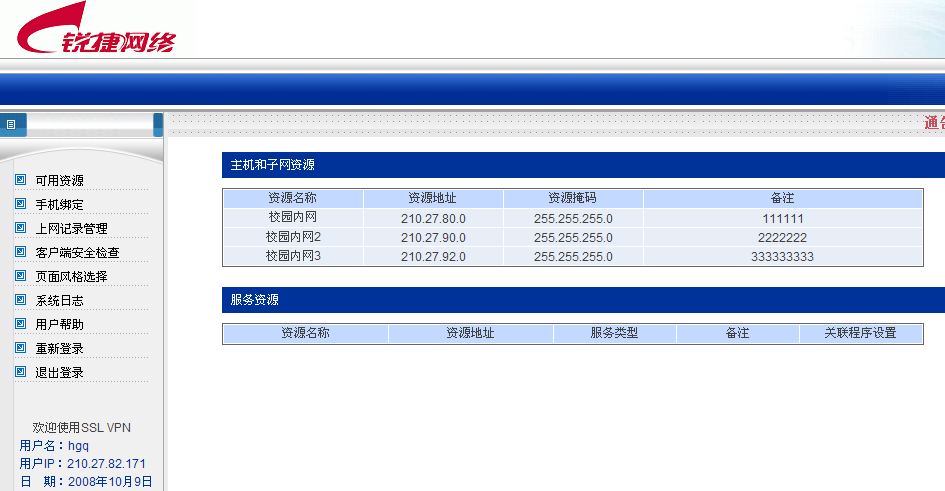 锐捷网络
通告
可用资源
手机绑定
上网记录管理
客户端安全检查
页面风格选择
系统日志
用户帮助
重新登录
退出登录
欢迎使用SSL VPN
用户名：hgq
用户IP：210.27.82.171
日 期：2008年10月9日
主机和子网资源
资源名称 资源地址 资源掩码 备注
校园内网 210.27.80.0 255.255.255.0 111111
校园内网2 210.27.90.0 255.255.255.0 2222222
校园内网3 210.27.92.0 255.255.255.0 333333333
服务资源
资源名称 资源地址 服务类型 备注 关联程序设置